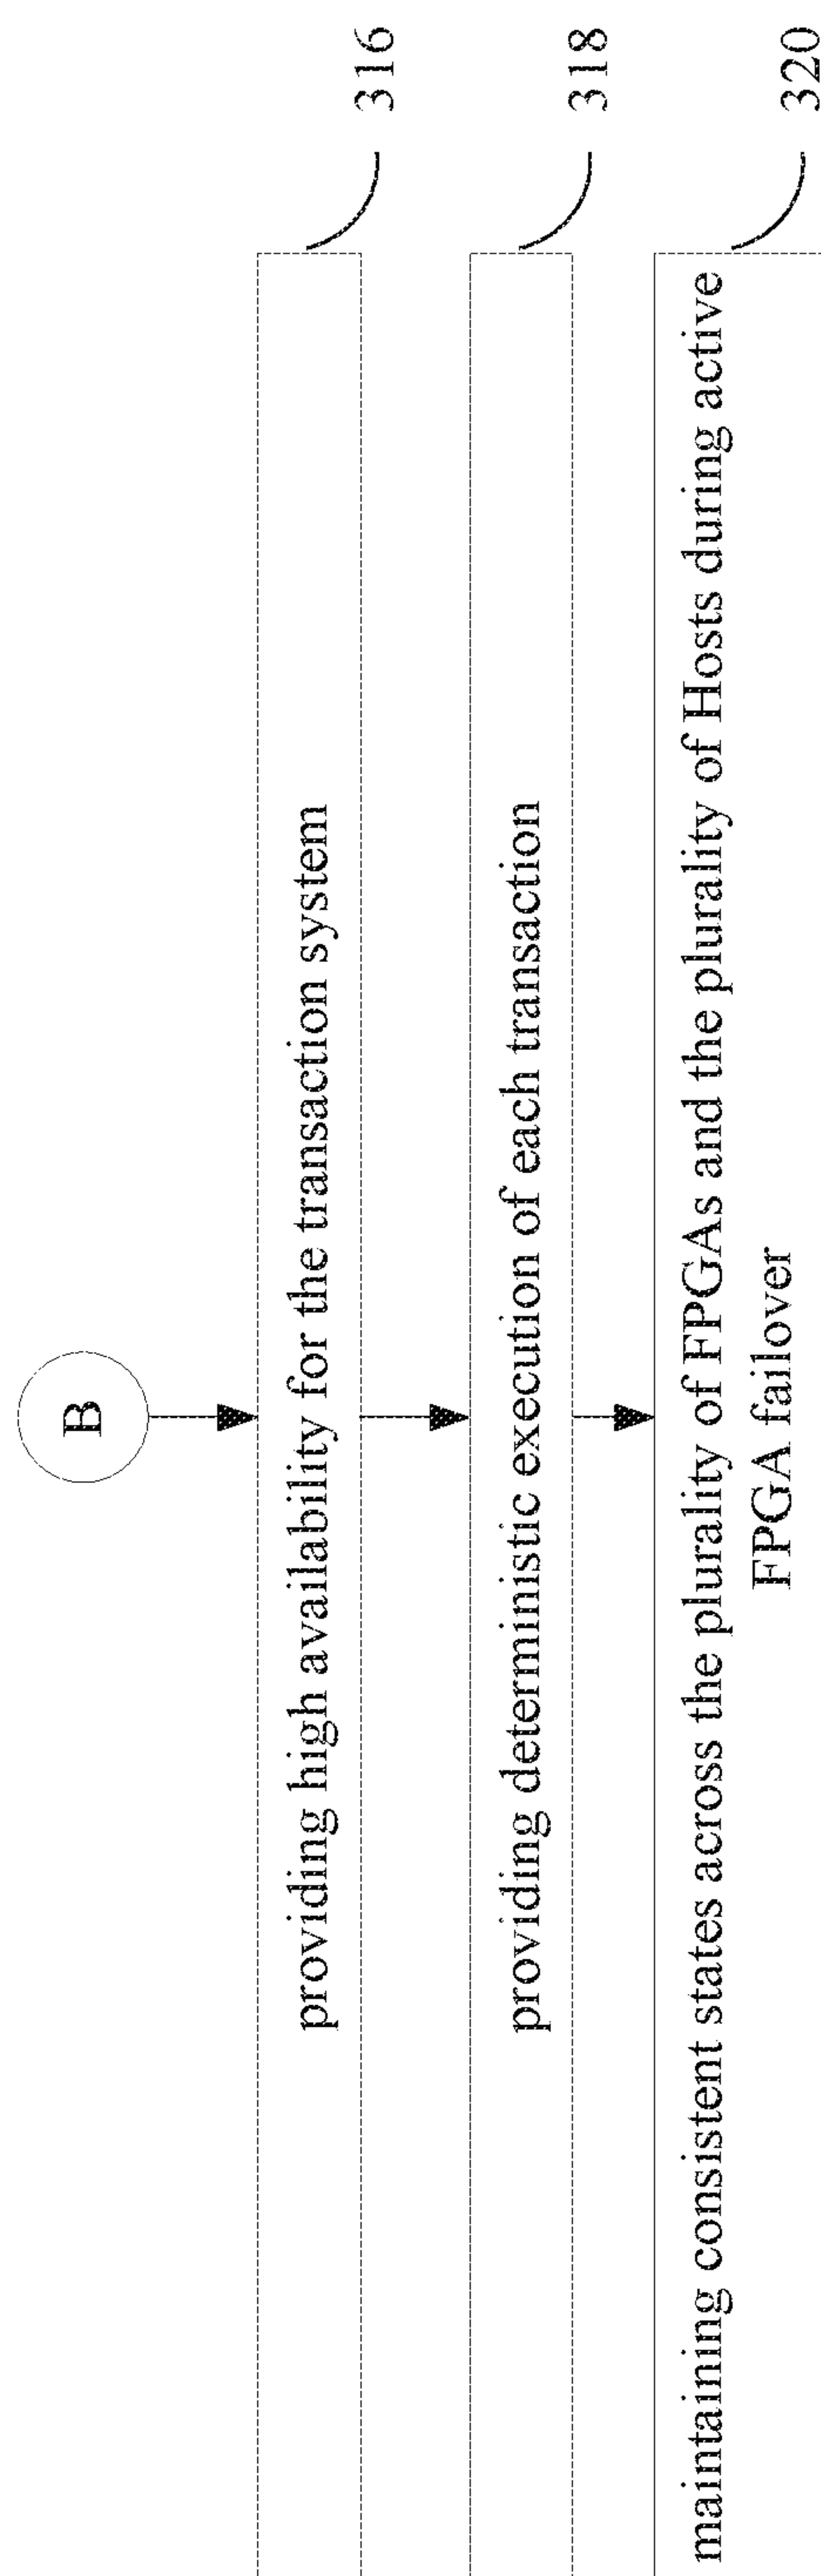 B
providing high availability for the transaction system
316
providing deterministic execution of each transaction
318
maintaining consistent states across the plurality of FPGAs and the plurality of Hosts during active
FPGA failover
320